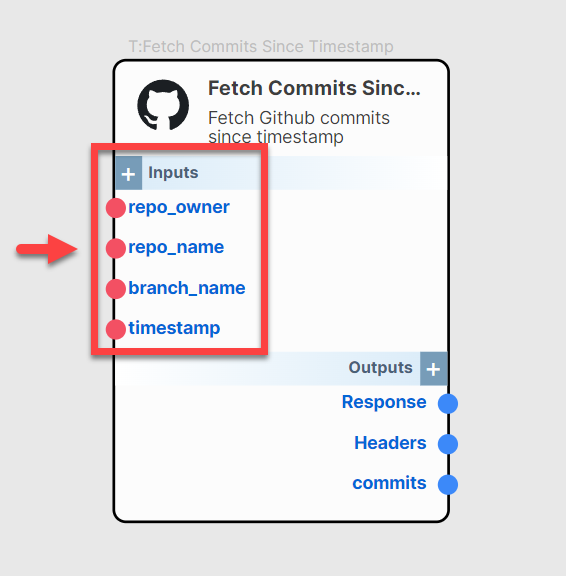 T:Fetch Commits Since Timestamp
Fetch Commits Sinc...
Fetch Github commits
since timestamp
+ Inputs
repo_owner
repo_name
branch_name
timestamp
Outputs +
Response
Headers
commits